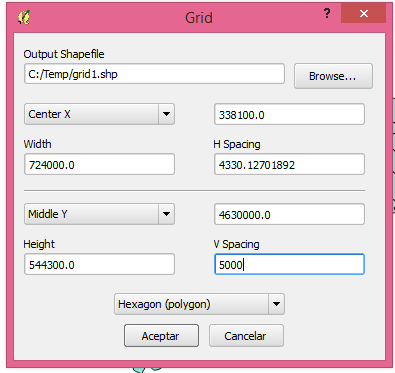 Grid
?
×
Output Shapefile
C:/Temp/grid1.shp
Browse...
Center X
338100.0
Width
H Spacing
724000.0
4330.12701892
Middle Y
4630000.0
Height
V Spacing
544300.0
5000
Hexagon (polygon)
Aceptar
Cancelar